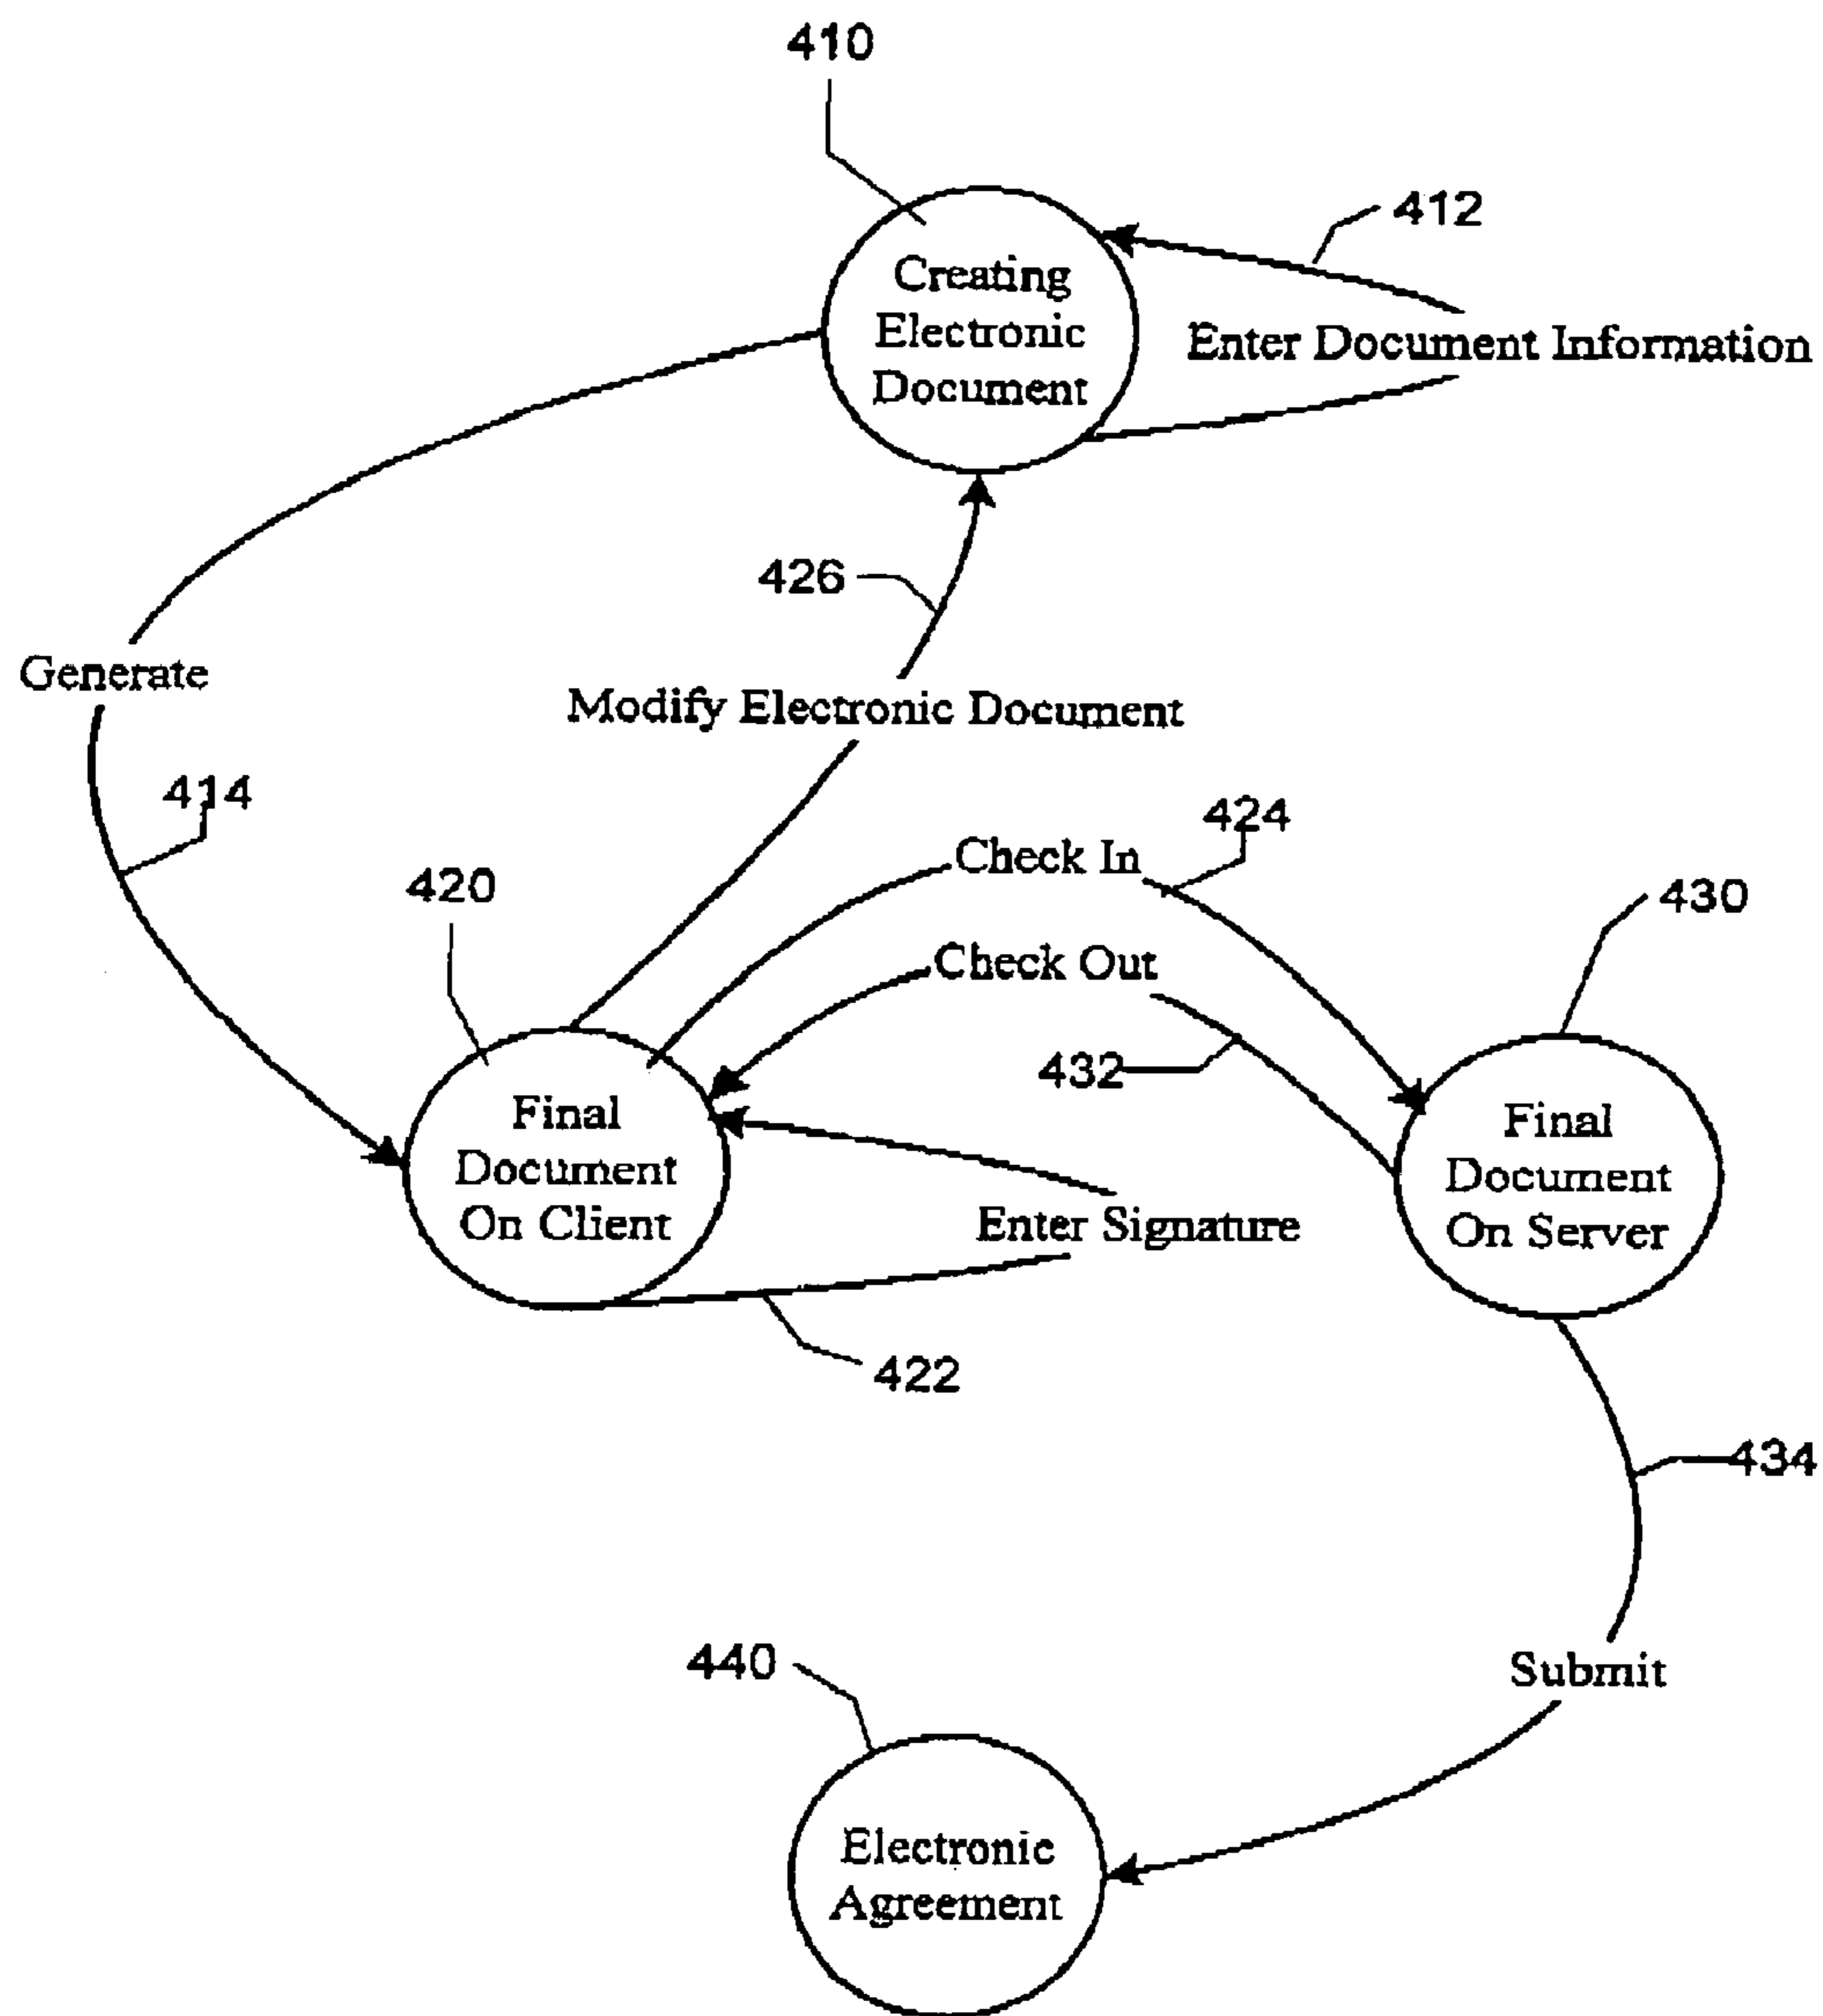 410
412
Creating
Electronic
Document
Enter Document Information
426
Generate
Modify Electronic Document
414
424
Check In
420
430
Check Out
432
Final
Document
On Client
Final
Document
On Server
Enter Signature
422
434
440
Submit
Electronic
Agreement